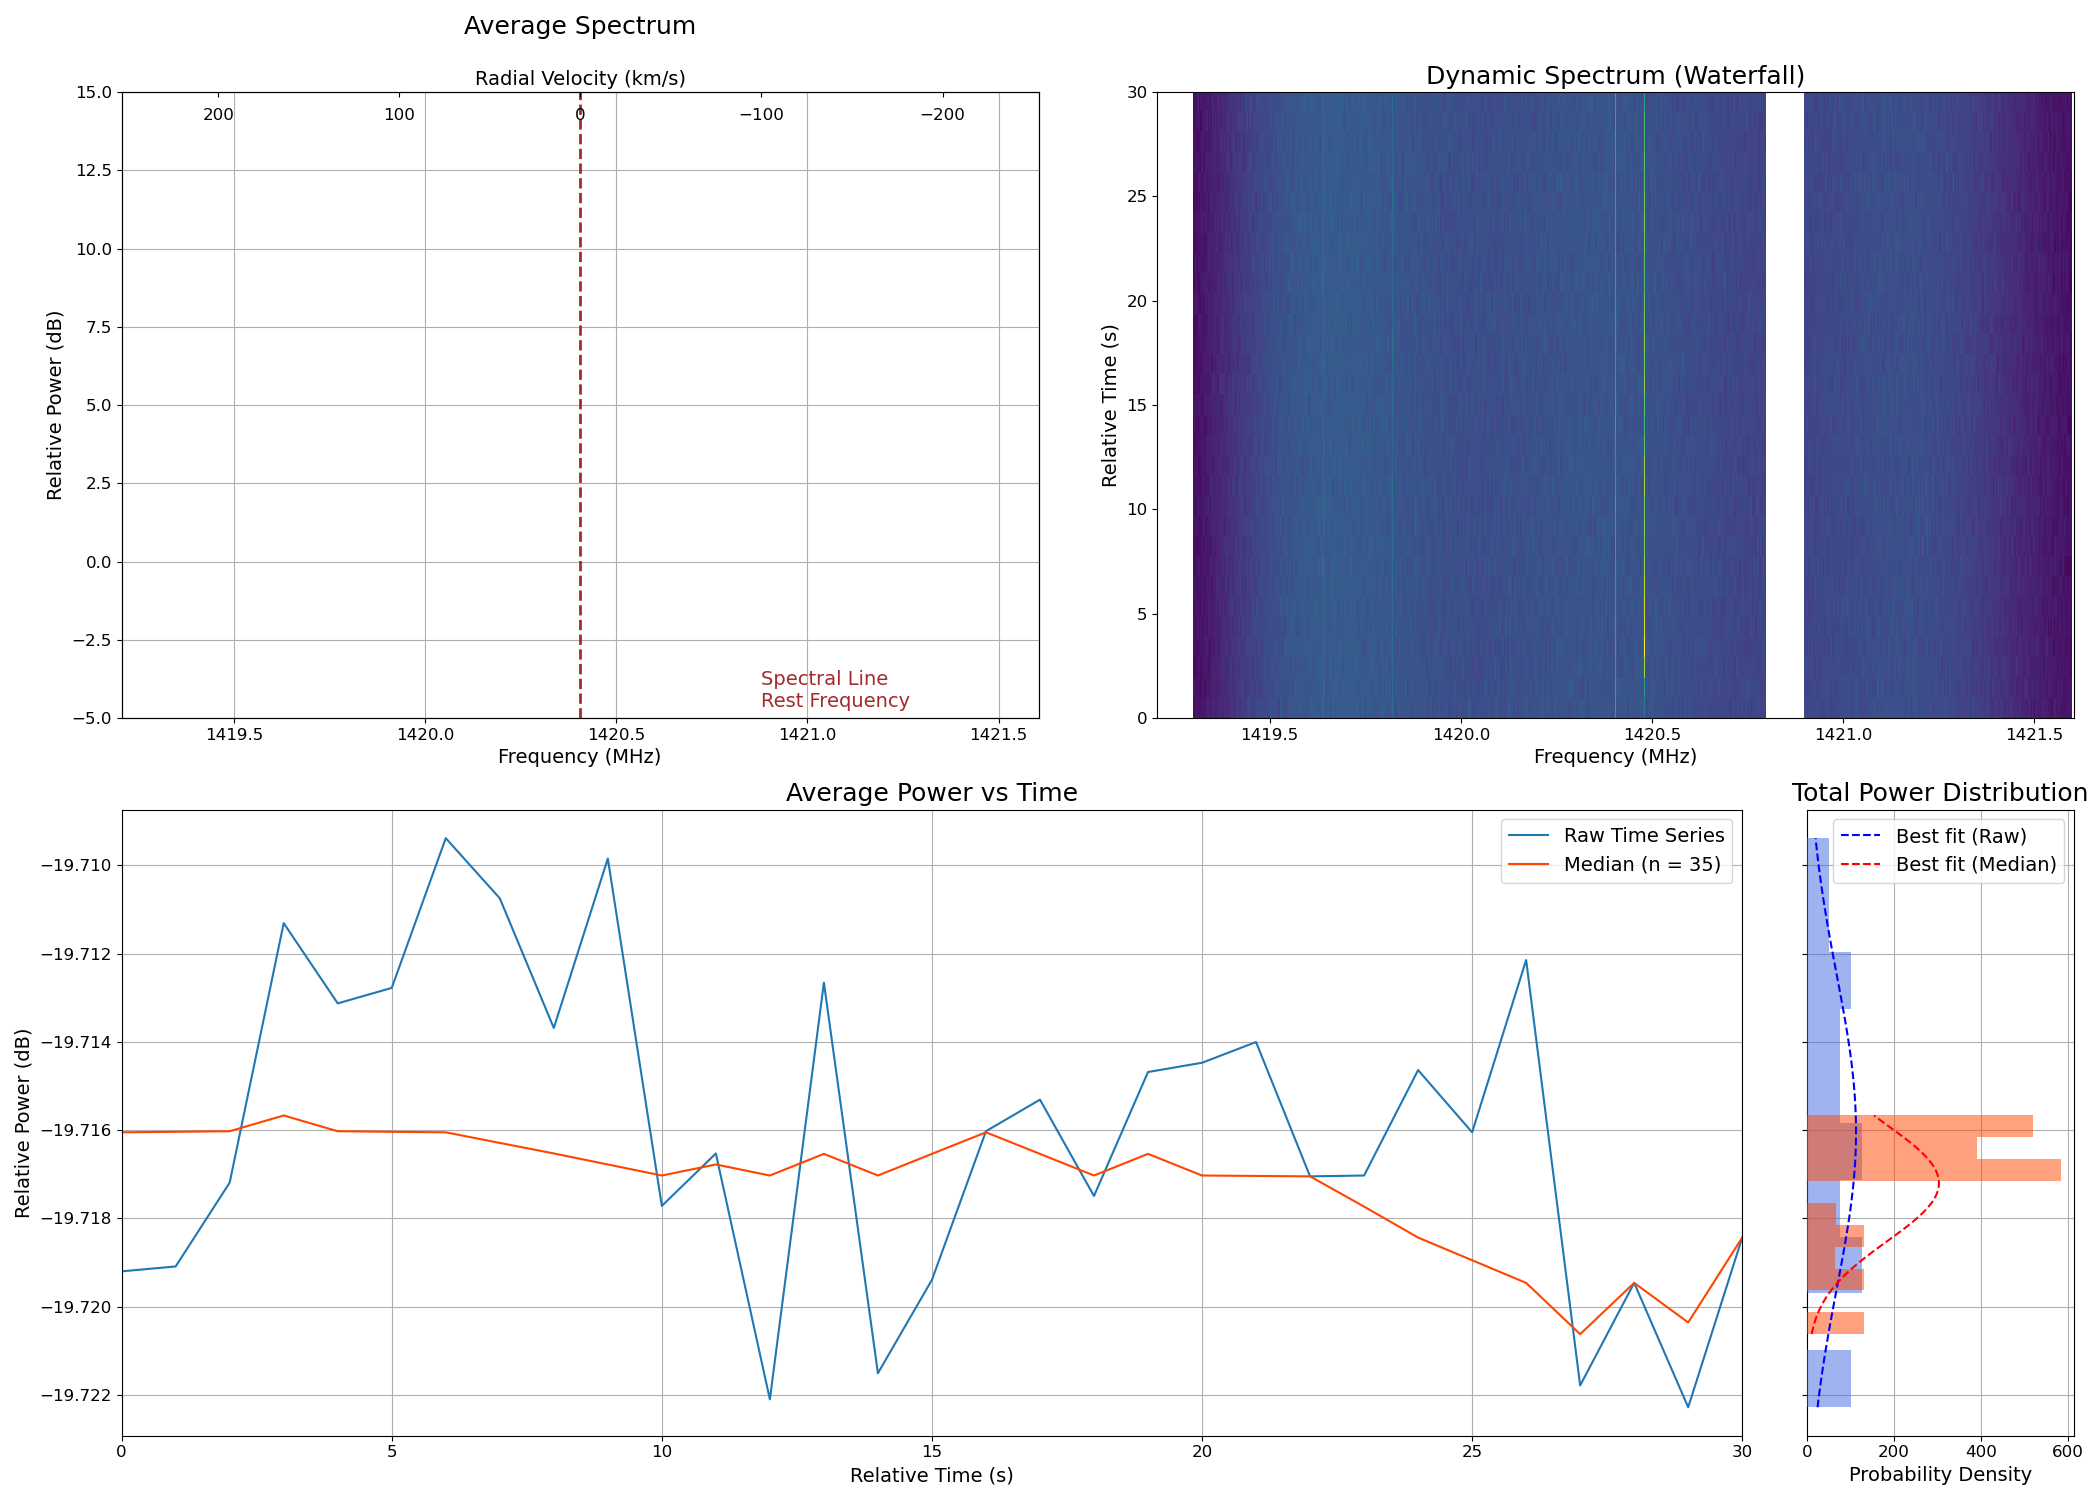 Average Spectrum
Radial Velocity (km/s)
200 100 0 −100 −200
15.0
12.5
10.0
7.5
5.0
2.5
0.0
−2.5
−5.0
Relative Power (dB)
Spectral Line
Rest Frequency
1419.5 1420.0 1420.5 1421.0 1421.5
Frequency (MHz)
Dynamic Spectrum (Waterfall)
30
25
20
15
10
5
0
Relative Time (s)
1419.5 1420.0 1420.5 1421.0 1421.5
Frequency (MHz)
Average Power vs Time
Raw Time Series
Median (n = 35)
−19.710
−19.712
−19.714
−19.716
−19.718
−19.720
−19.722
Relative Power (dB)
0 5 10 15 20 25 30
Relative Time (s)
Total Power Distribution
Best fit (Raw)
Best fit (Median)
0 200 400 600
Probability Density